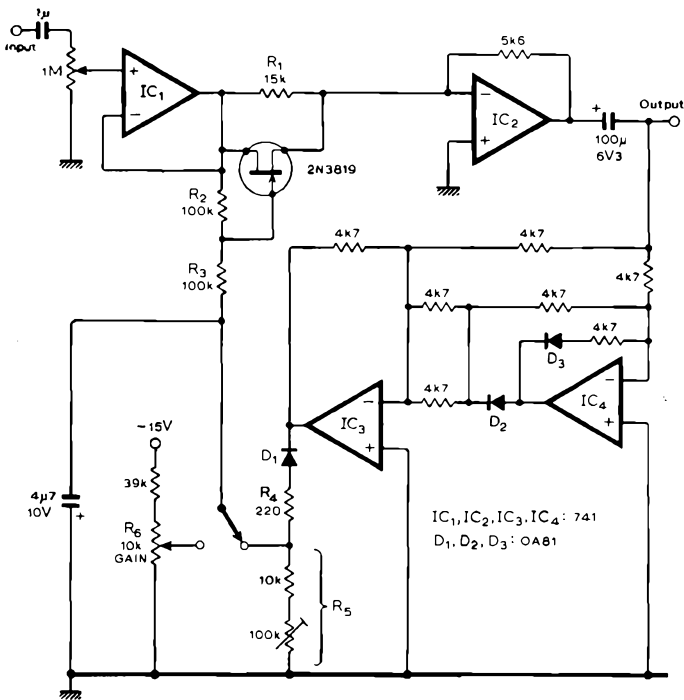 1μ
Input
1M
+
−
IC1
R1
15k
2N3819
R2
100k
R3
100k
5k6
−
+
IC2
+
100μ
6V3
Output
4k7
4k7
4k7
4k7
4k7
4k7
4k7
D3
D2
−
+
IC4
−
+
IC3
D1
R4
220
−15V
39k
R6
10k
GAIN
4μ7
10V
+
10k
100k
R5
IC1, IC2, IC3, IC4 : 741
D1, D2, D3 : OA81